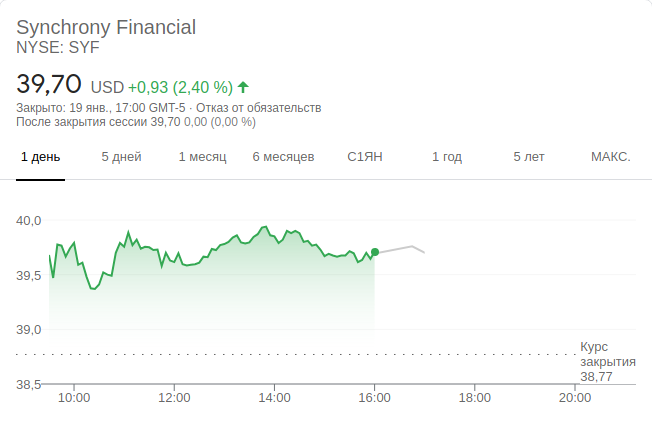 Synchrony Financial
NYSE: SYF
39,70 USD +0,93 (2,40 %)
Закрыто: 19 янв., 17:00 GMT-5 · Отказ от обязательств
После закрытия сессии 39,70 0,00 (0,00 %)
1 день 5 дней 1 месяц 6 месяцев С1ЯН 1 год 5 лет МАКС.
40,0
39,5
39,0
Курс
закрытия
38,77
38,5
10:00 12:00 14:00 16:00 18:00 20:00